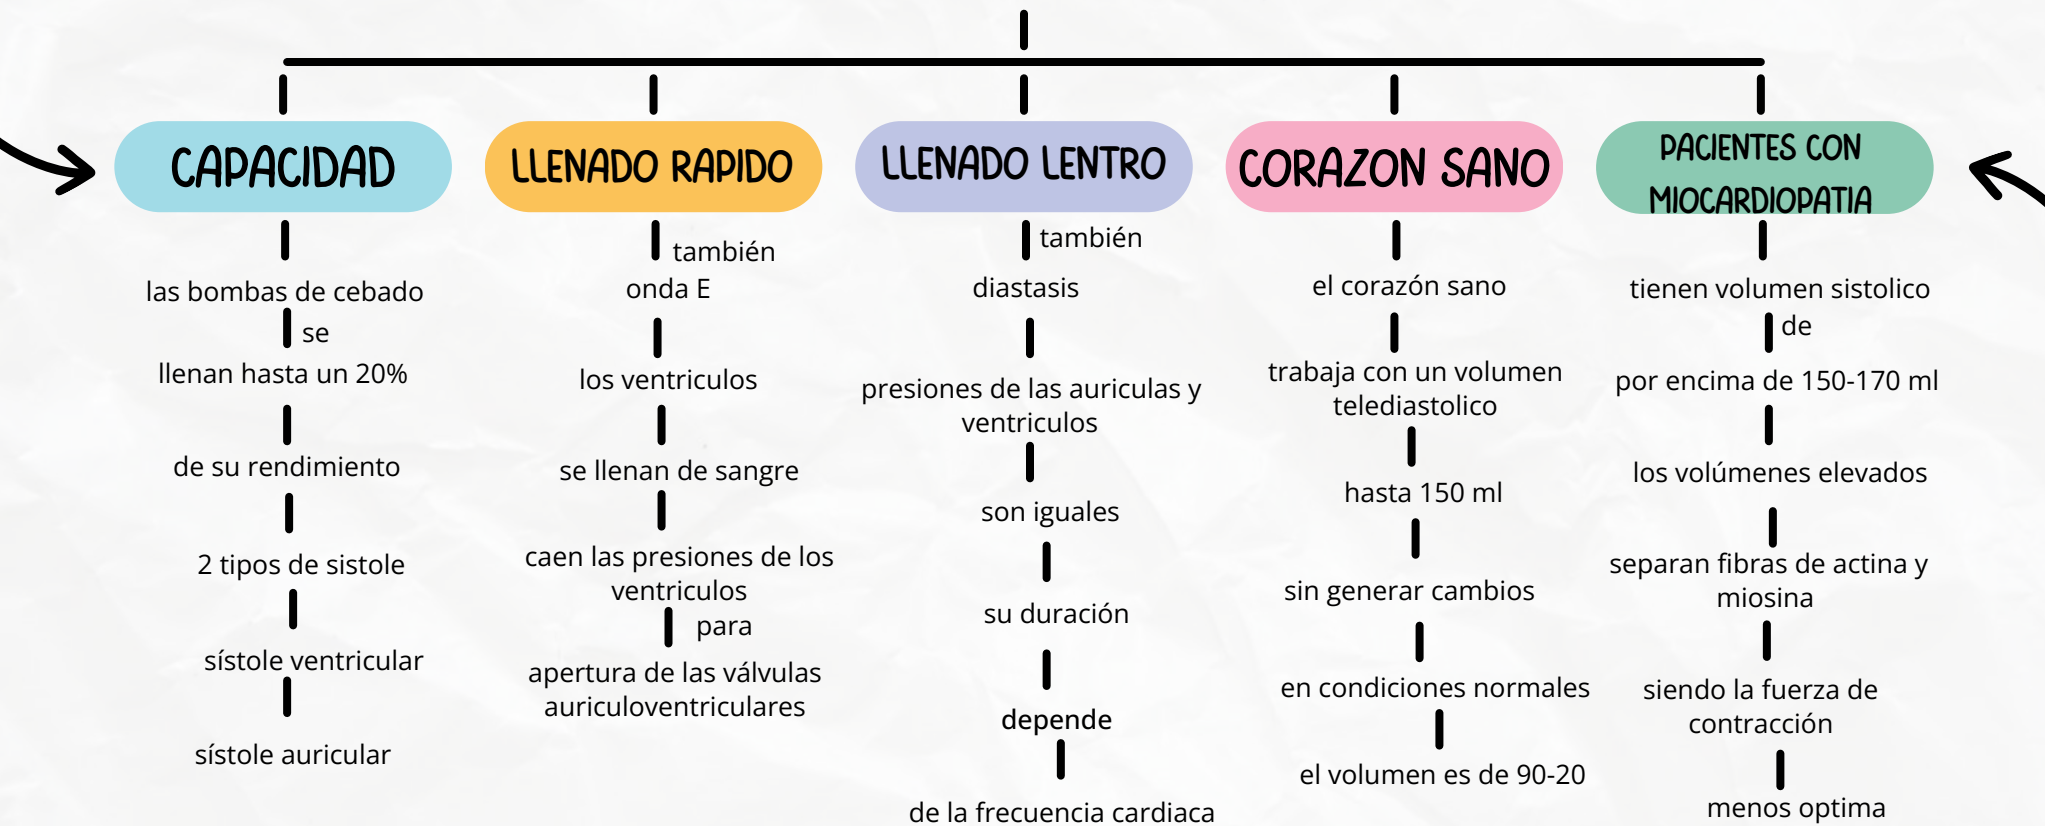 CAPACIDAD
las bombas de cebado
se
llenan hasta un 20%
de su rendimiento
2 tipos de sistole
sístole ventricular
sístole auricular
LLENADO RAPIDO
también
onda E
los ventriculos
se llenan de sangre
caen las presiones de los
ventriculos
para
apertura de las válvulas
auriculoventriculares
LLENADO LENTRO
también
diastasis
presiones de las auriculas y
ventriculos
son iguales
su duración
depende
de la frecuencia cardiaca
CORAZON SANO
el corazón sano
trabaja con un volumen
telediastolico
hasta 150 ml
sin generar cambios
en condiciones normales
el volumen es de 90-20
PACIENTES CON
MIOCARDIOPATIA
tienen volumen sistolico
de
por encima de 150-170 ml
los volúmenes elevados
separan fibras de actina y
miosina
siendo la fuerza de
contracción
menos optima